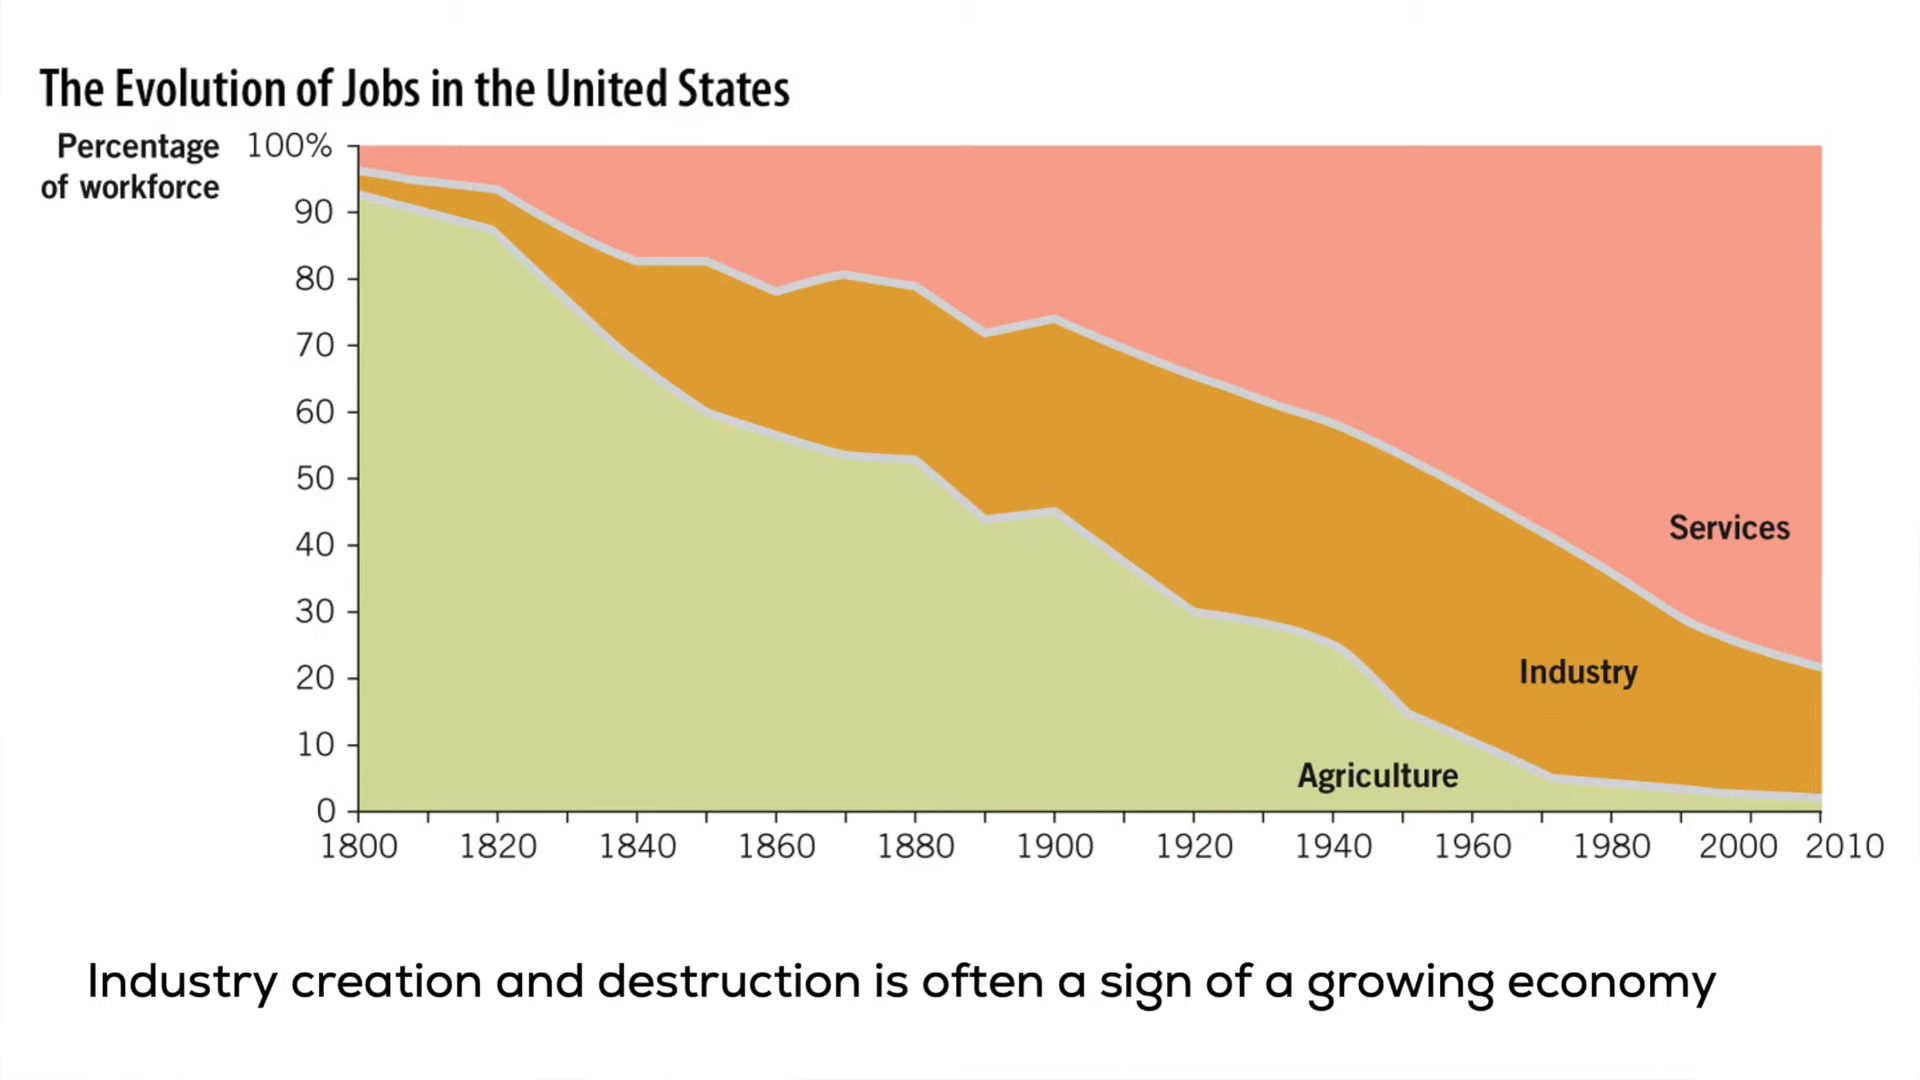 The Evolution of Jobs in the United States
Percentage
of workforce
100%
90
80
70
60
50
40
30
20
10
0
Services
Industry
Agriculture
1800 1820 1840 1860 1880 1900 1920 1940 1960 1980 2000 2010
Industry creation and destruction is often a sign of a growing economy